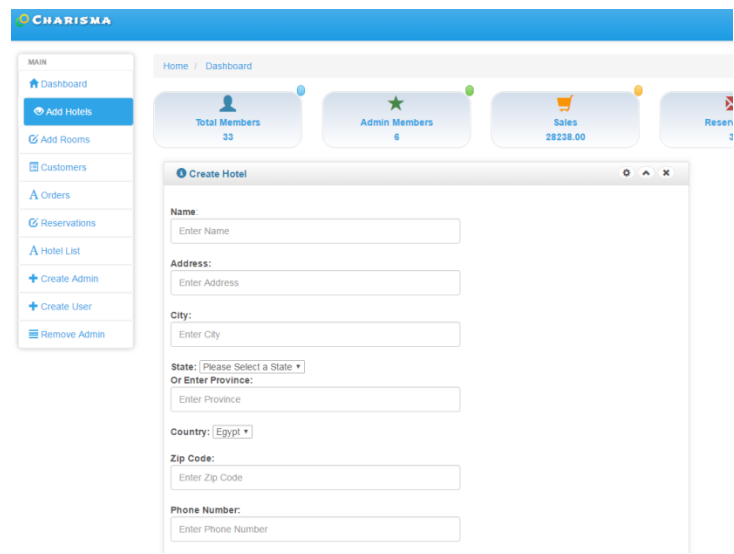 CHARISMA
MAIN
Dashboard
Add Hotels
Add Rooms
Customers
Orders
Reservations
Hotel List
Create Admin
Create User
Remove Admin
Home / Dashboard
Total Members
33
Admin Members
6
Sales
28238.00
Create Hotel
Name:
Enter Name
Address:
Enter Address
City:
Enter City
State: Please Select a State
Or Enter Province:
Enter Province
Country: Egypt
Zip Code:
Enter Zip Code
Phone Number:
Enter Phone Number